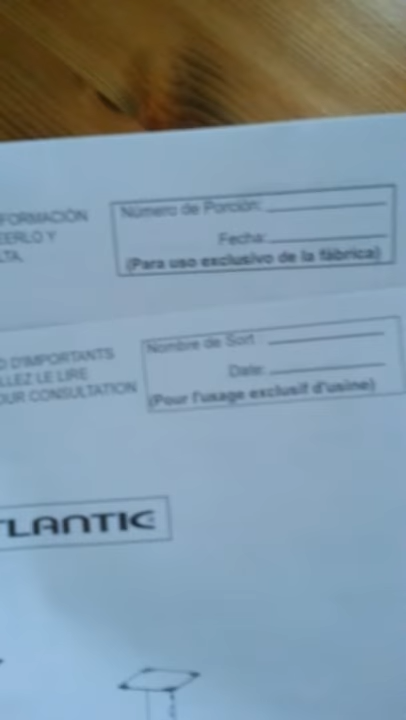 FORMACIÓN
EERLO Y
LTA.
Número de Porción:
Fecha:
(Para uso exclusivo de la fábrica)
D D'IMPORTANTS
LLEZ LE LIRE
OUR CONSULTATION
Nombre de Sort :
Date:
(Pour l'usage exclusif d'usine)
TLANTIC